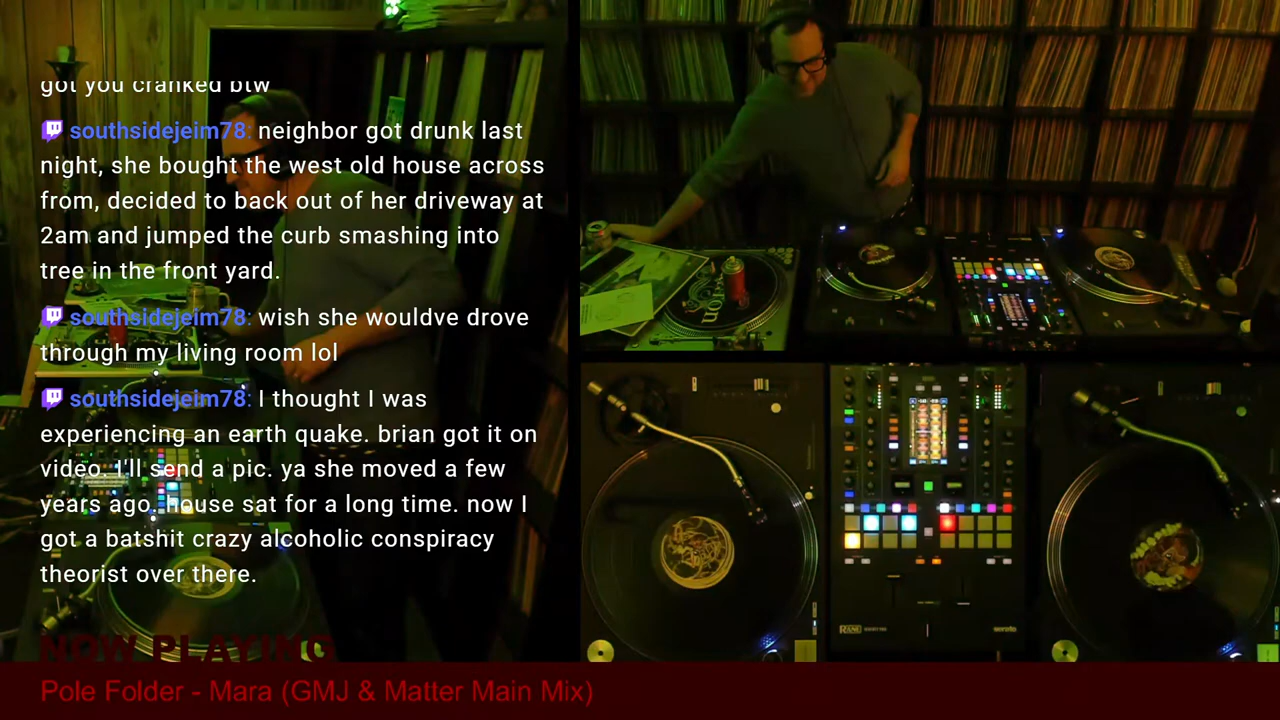 got you cranked btw
southsidejeim78: neighbor got drunk last
night, she bought the west old house across
from, decided to back out of her driveway at
2am and jumped the curb smashing into
tree in the front yard.
southsidejeim78: wish she wouldve drove
through my living room lol
southsidejeim78: I thought I was
experiencing an earth quake. brian got it on
video. I'll send a pic. ya she moved a few
years ago. house sat for a long time. now I
got a batshit crazy alcoholic conspiracy
theorist over there.
NOW PLAYING
Pole Folder - Mara (GMJ & Matter Main Mix)
RANE
serato